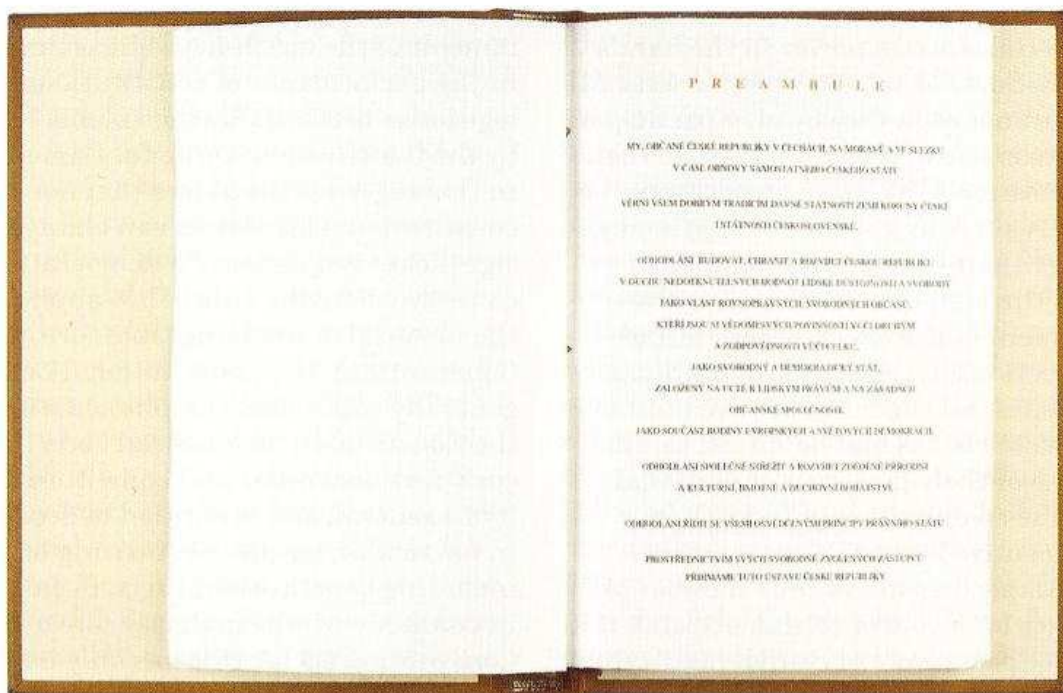 PREAMBULE
MY, OBČANÉ ČESKÉ REPUBLIKY V ČECHÁCH, NA MORAVĚ A VE SLEZSKU,
V ČASE OBNOVY SAMOSTATNÉHO ČESKÉHO STÁTU,
VĚRNI VŠEM DOBRÝM TRADICÍM DÁVNÉ STÁTNOSTI ZEMÍ KORUNY ČESKÉ
I STÁTNOSTI ČESKOSLOVENSKÉ,
ODHODLÁNI BUDOVAT, CHRÁNIT A ROZVÍJET ČESKOU REPUBLIKU
V DUCHU NEDOTKNUTELNÝCH HODNOT LIDSKÉ DŮSTOJNOSTI A SVOBODY
JAKO VLAST ROVNOPRÁVNÝCH, SVOBODNÝCH OBČANŮ,
KTEŘÍ JSOU SI VĚDOMI SVÝCH POVINNOSTÍ VŮČI DRUHÝM
A ZODPOVĚDNOSTI VŮČI CELKU,
JAKO SVOBODNÝ A DEMOKRATICKÝ STÁT,
ZALOŽENÝ NA ÚCTĚ K LIDSKÝM PRÁVŮM A NA ZÁSADÁCH
OBČANSKÉ SPOLEČNOSTI,
JAKO SOUČÁST RODINY EVROPSKÝCH A SVĚTOVÝCH DEMOKRACIÍ,
ODHODLÁNI SPOLEČNĚ STŘEŽIT A ROZVÍJET ZDĚDĚNÉ PŘÍRODNÍ
A KULTURNÍ, HMOTNÉ A DUCHOVNÍ BOHATSTVÍ,
ODHODLÁNI ŘÍDIT SE VŠEMI OSVĚDČENÝMI PRINCIPY PRÁVNÍHO STÁTU
PROSTŘEDNICTVÍM SVÝCH SVOBODNĚ ZVOLENÝCH ZÁSTUPCŮ
PŘIJÍMÁME TUTO ÚSTAVU ČESKÉ REPUBLIKY